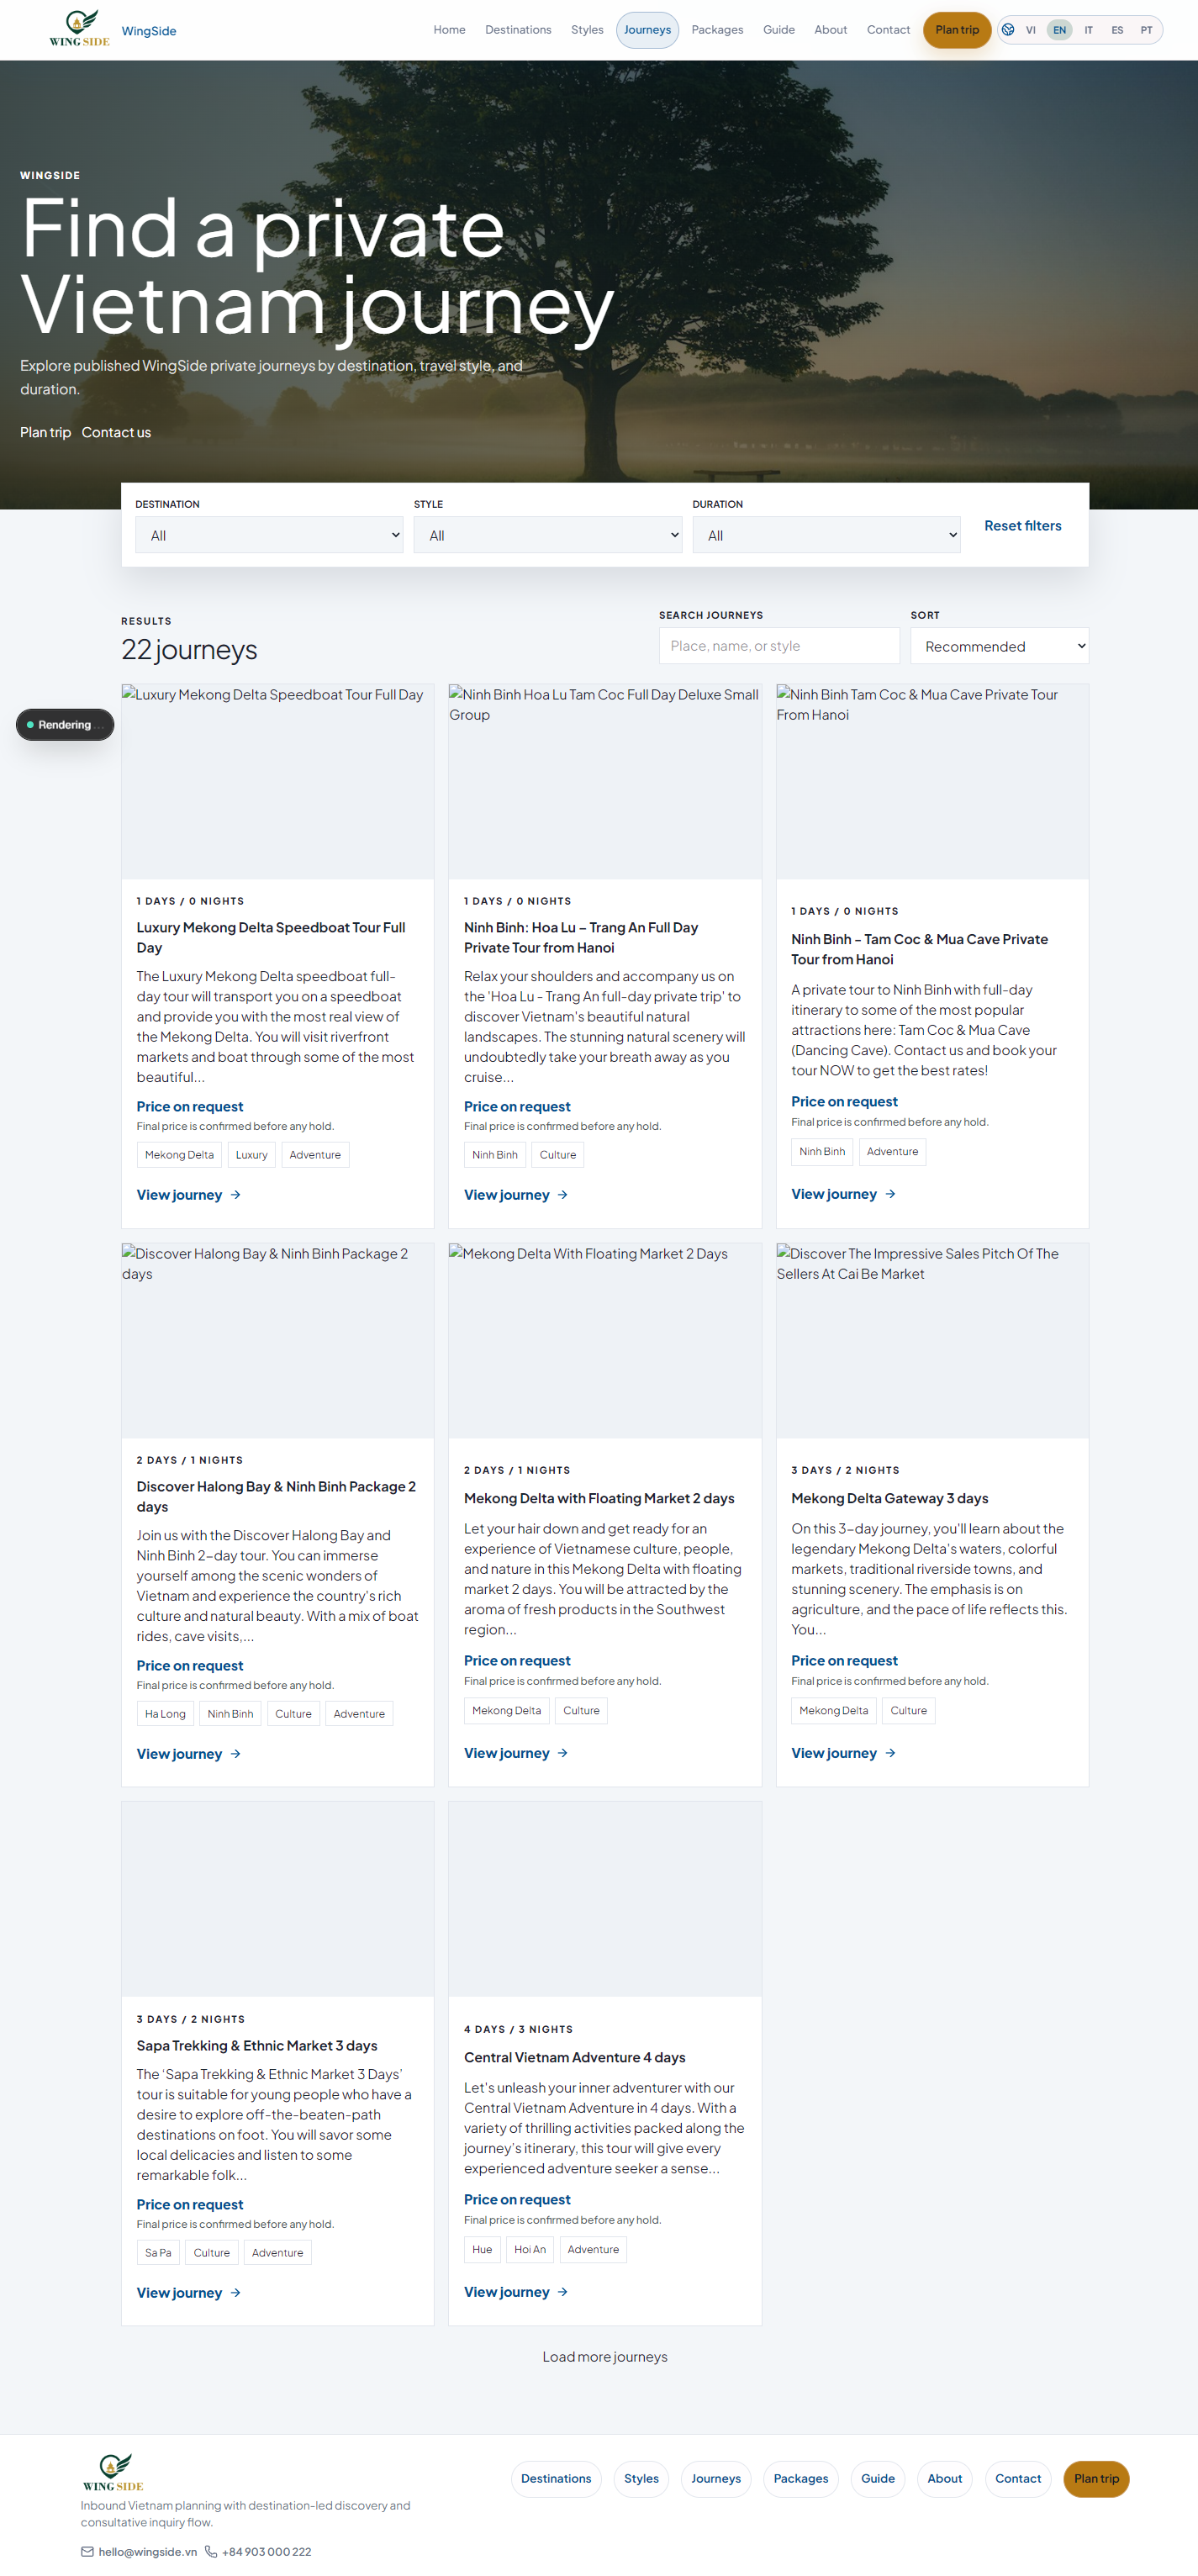 WING SIDE
WingSide
Home
Destinations
Styles
Journeys
Packages
Guide
About
Contact
Plan trip
VI
EN
IT
ES
PT
WINGSIDE
Find a private
Vietnam journey
Explore published WingSide private journeys by destination, travel style, and
duration.
Plan trip
Contact us
DESTINATION
All
STYLE
All
DURATION
All
Reset filters
RESULTS
22 journeys
SEARCH JOURNEYS
Place, name, or style
SORT
Recommended
Rendering...
Luxury Mekong Delta Speedboat Tour Full Day
1 DAYS / 0 NIGHTS
Luxury Mekong Delta Speedboat Tour Full
Day
The Luxury Mekong Delta speedboat full-
day tour will transport you on a speedboat
and provide you with the most real view of
the Mekong Delta. You will visit riverfront
markets and boat through some of the most
beautiful...
Price on request
Final price is confirmed before any hold.
Mekong Delta
Luxury
Adventure
View journey
Ninh Binh Hoa Lu Tam Coc Full Day Deluxe Small
Group
1 DAYS / 0 NIGHTS
Ninh Binh: Hoa Lu – Trang An Full Day
Private Tour from Hanoi
Relax your shoulders and accompany us on
the 'Hoa Lu - Trang An full-day private trip' to
discover Vietnam's beautiful natural
landscapes. The stunning natural scenery will
undoubtedly take your breath away as you
cruise...
Price on request
Final price is confirmed before any hold.
Ninh Binh
Culture
View journey
Ninh Binh Tam Coc & Mua Cave Private Tour
From Hanoi
1 DAYS / 0 NIGHTS
Ninh Binh – Tam Coc & Mua Cave Private
Tour from Hanoi
A private tour to Ninh Binh with full-day
itinerary to some of the most popular
attractions here: Tam Coc & Mua Cave
(Dancing Cave). Contact us and book your
tour NOW to get the best rates!
Price on request
Final price is confirmed before any hold.
Ninh Binh
Adventure
View journey
Discover Halong Bay & Ninh Binh Package 2
days
2 DAYS / 1 NIGHTS
Discover Halong Bay & Ninh Binh Package 2
days
Join us with the Discover Halong Bay and
Ninh Binh 2–day tour. You can immerse
yourself among the scenic wonders of
Vietnam and experience the country's rich
culture and natural beauty. With a mix of boat
rides, cave visits,...
Price on request
Final price is confirmed before any hold.
Ha Long
Ninh Binh
Culture
Adventure
View journey
Mekong Delta With Floating Market 2 Days
2 DAYS / 1 NIGHTS
Mekong Delta with Floating Market 2 days
Let your hair down and get ready for an
experience of Vietnamese culture, people,
and nature in this Mekong Delta with floating
market 2 days. You will be attracted by the
aroma of fresh products in the Southwest
region...
Price on request
Final price is confirmed before any hold.
Mekong Delta
Culture
View journey
Discover The Impressive Sales Pitch Of The
Sellers At Cai Be Market
3 DAYS / 2 NIGHTS
Mekong Delta Gateway 3 days
On this 3–day journey, you'll learn about the
legendary Mekong Delta's waters, colorful
markets, traditional riverside towns, and
stunning scenery. The emphasis is on
agriculture, and the pace of life reflects this.
You...
Price on request
Final price is confirmed before any hold.
Mekong Delta
Culture
View journey
3 DAYS / 2 NIGHTS
Sapa Trekking & Ethnic Market 3 days
The 'Sapa Trekking & Ethnic Market 3 Days'
tour is suitable for young people who have a
desire to explore off-the-beaten-path
destinations on foot. You will savor some
local delicacies and listen to some
remarkable folk...
Price on request
Final price is confirmed before any hold.
Sa Pa
Culture
Adventure
View journey
4 DAYS / 3 NIGHTS
Central Vietnam Adventure 4 days
Let's unleash your inner adventurer with our
Central Vietnam Adventure in 4 days. With a
variety of thrilling activities packed along the
journey's itinerary, this tour will give every
experienced adventure seeker a sense...
Price on request
Final price is confirmed before any hold.
Hue
Hoi An
Adventure
View journey
Load more journeys
WING SIDE
Inbound Vietnam planning with destination-led discovery and
consultative inquiry flow.
hello@wingside.vn
+84 903 000 222
Destinations
Styles
Journeys
Packages
Guide
About
Contact
Plan trip